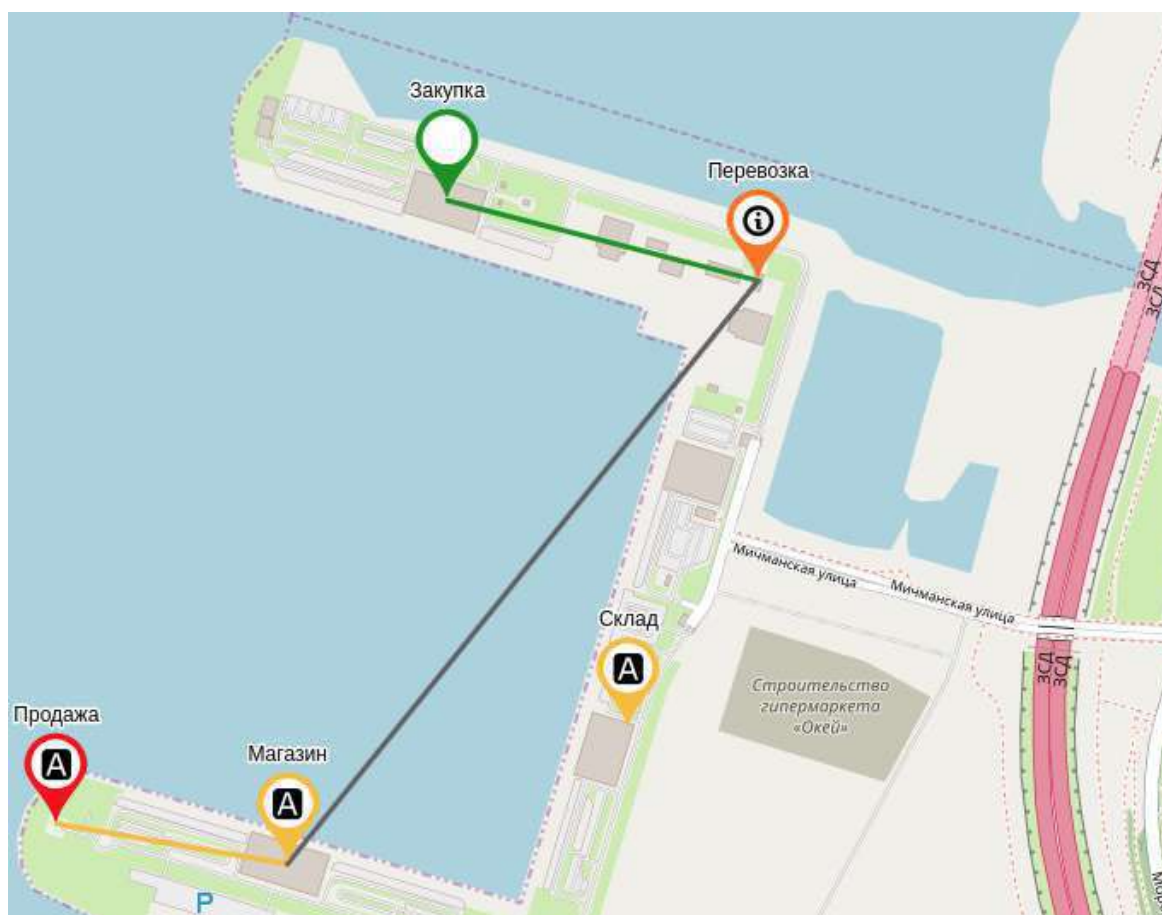 Закупка
Перевозка
ЗСД
ЗСД
Мичманская улица
Мичманская улица
Склад
A
ЗСД
ЗСД
Строительство
гипермаркета
«Окей»
Продажа
A
Магазин
A
P